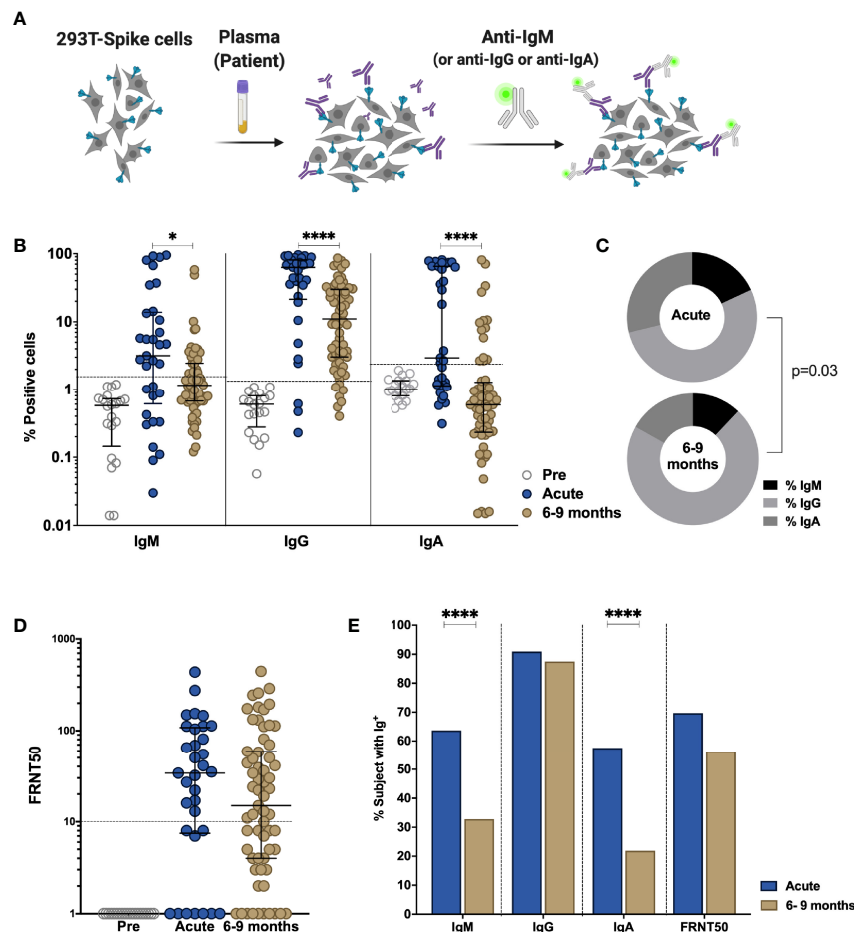 A
293T-Spike cells
Plasma
(Patient)
Anti-IgM
(or anti-IgG or anti-IgA)
B
*
****
****
% Positive cells
100
10
1
0.1
0.01
IgM
IgG
IgA
Pre
Acute
6-9 months
C
Acute
6-9
months
p=0.03
% IgM
% IgG
% IgA
D
FRNT50
1000
100
10
1
Pre
Acute
6-9 months
E
****
****
% Subject with Ig+
100
90
80
70
60
50
40
30
20
10
0
IgM
IgG
IgA
FRNT50
Acute
6- 9 months